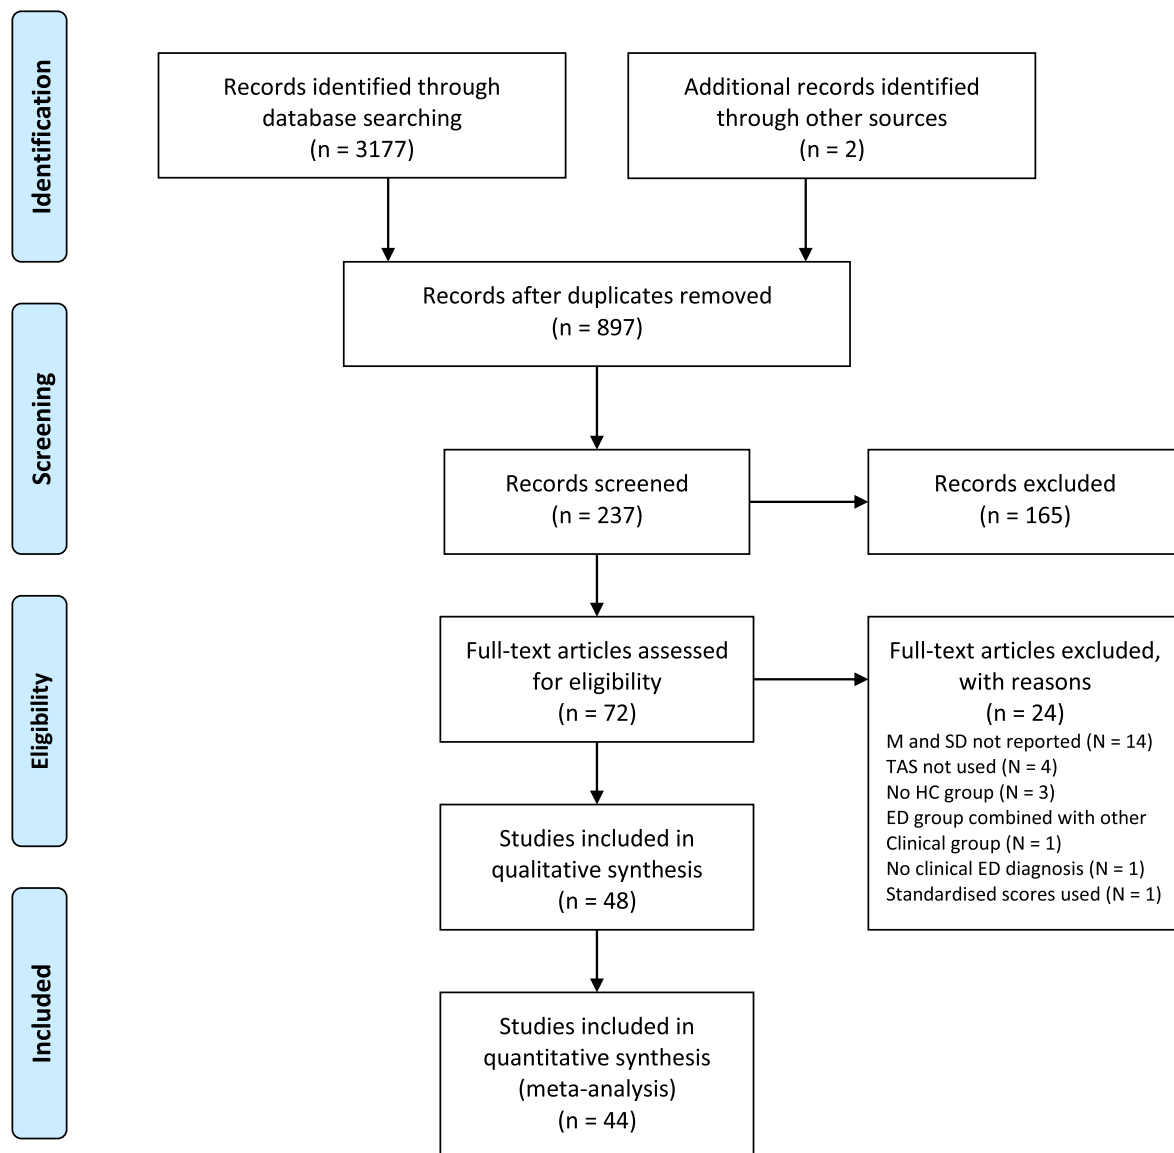 Identification
Records identified through
database searching
(n = 3177)
Additional records identified
through other sources
(n = 2)
Records after duplicates removed
(n = 897)
Screening
Records screened
(n = 237)
Records excluded
(n = 165)
Eligibility
Full-text articles assessed
for eligibility
(n = 72)
Full-text articles excluded,
with reasons
(n = 24)
M and SD not reported (N = 14)
TAS not used (N = 4)
No HC group (N = 3)
ED group combined with other
Clinical group (N = 1)
No clinical ED diagnosis (N = 1)
Standardised scores used (N = 1)
Studies included in
qualitative synthesis
(n = 48)
Included
Studies included in
quantitative synthesis
(meta-analysis)
(n = 44)